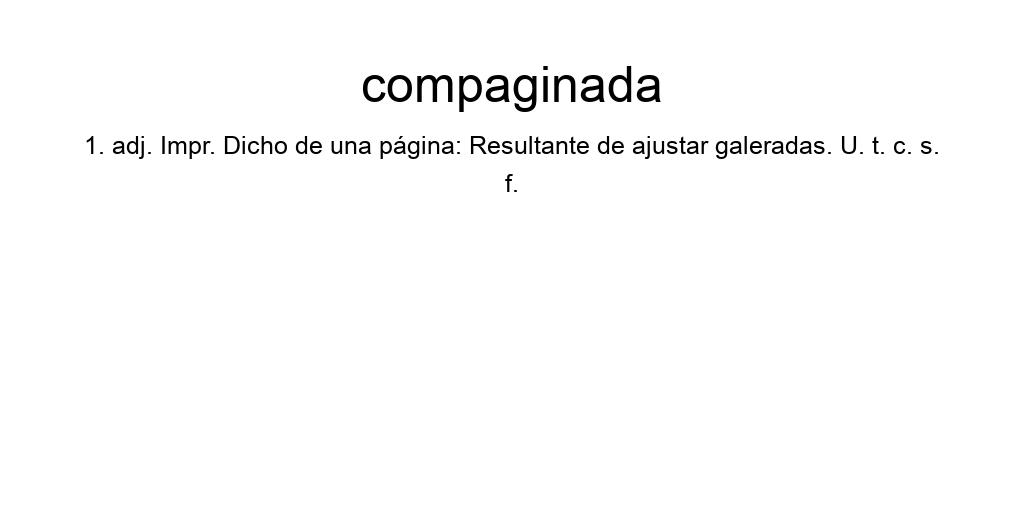 compaginada
1. adj. Impr. Dicho de una página: Resultante de ajustar galeradas. U. t. c. s.
f.